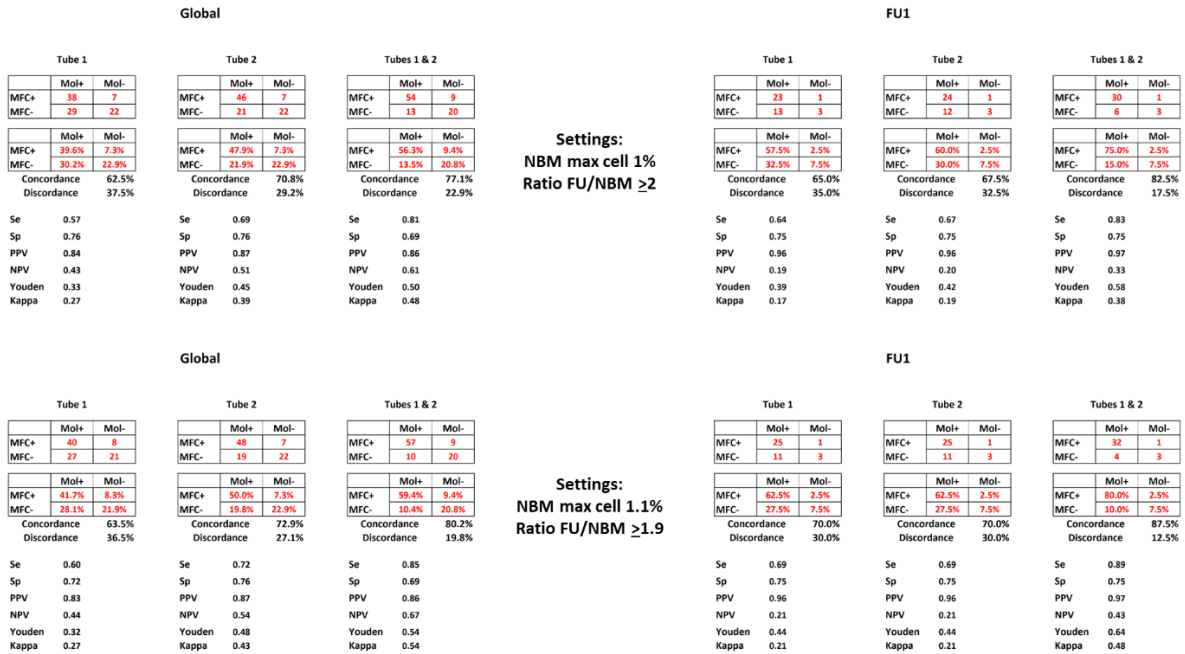 Global FU1
Tube 1 Tube 2 Tubes 1 & 2 Tube 1 Tube 2 Tubes 1 & 2
Mol+ Mol- Mol+ Mol- Mol+ Mol- Mol+ Mol- Mol+ Mol- Mol+ Mol-
MFC+ 38 7 MFC+ 46 7 MFC+ 54 9 MFC+ 23 1 MFC+ 24 1 MFC+ 30 1
MFC- 29 22 MFC- 21 22 MFC- 13 20 MFC- 13 3 MFC- 12 3 MFC- 6 3
Mol+ Mol- Mol+ Mol- Mol+ Mol- Mol+ Mol- Mol+ Mol- Mol+ Mol-
MFC+ 39.6% 7.3% MFC+ 47.9% 7.3% MFC+ 56.3% 9.4% MFC+ 57.5% 2.5% MFC+ 60.0% 2.5% MFC+ 75.0% 2.5%
MFC- 30.2% 22.9% MFC- 21.9% 22.9% MFC- 13.5% 20.8% MFC- 32.5% 7.5% MFC- 30.0% 7.5% MFC- 15.0% 7.5%
Concordance 62.5% Concordance 70.8% Concordance 77.1% Concordance 65.0% Concordance 67.5% Concordance 82.5%
Discordance 37.5% Discordance 29.2% Discordance 22.9% Discordance 35.0% Discordance 32.5% Discordance 17.5%
Settings:
NBM max cell 1%
Ratio FU/NBM ≥2
Se 0.57 Se 0.69 Se 0.81 Se 0.64 Se 0.67 Se 0.83
Sp 0.76 Sp 0.76 Sp 0.69 Sp 0.75 Sp 0.75 Sp 0.75
PPV 0.84 PPV 0.87 PPV 0.86 PPV 0.96 PPV 0.96 PPV 0.97
NPV 0.43 NPV 0.51 NPV 0.61 NPV 0.19 NPV 0.20 NPV 0.33
Youden 0.33 Youden 0.45 Youden 0.50 Youden 0.39 Youden 0.42 Youden 0.58
Kappa 0.27 Kappa 0.39 Kappa 0.48 Kappa 0.17 Kappa 0.19 Kappa 0.38
Global FU1
Tube 1 Tube 2 Tubes 1 & 2 Tube 1 Tube 2 Tubes 1 & 2
Mol+ Mol- Mol+ Mol- Mol+ Mol- Mol+ Mol- Mol+ Mol- Mol+ Mol-
MFC+ 40 8 MFC+ 48 7 MFC+ 57 9 MFC+ 25 1 MFC+ 25 1 MFC+ 32 1
MFC- 27 21 MFC- 19 22 MFC- 10 20 MFC- 11 3 MFC- 11 3 MFC- 4 3
Mol+ Mol- Mol+ Mol- Mol+ Mol- Mol+ Mol- Mol+ Mol- Mol+ Mol-
MFC+ 41.7% 8.3% MFC+ 50.0% 7.3% MFC+ 59.4% 9.4% MFC+ 62.5% 2.5% MFC+ 62.5% 2.5% MFC+ 80.0% 2.5%
MFC- 28.1% 21.9% MFC- 19.8% 22.9% MFC- 10.4% 20.8% MFC- 27.5% 7.5% MFC- 27.5% 7.5% MFC- 10.0% 7.5%
Concordance 63.5% Concordance 72.9% Concordance 80.2% Concordance 70.0% Concordance 70.0% Concordance 87.5%
Discordance 36.5% Discordance 27.1% Discordance 19.8% Discordance 30.0% Discordance 30.0% Discordance 12.5%
Settings:
NBM max cell 1.1%
Ratio FU/NBM ≥1.9
Se 0.60 Se 0.72 Se 0.85 Se 0.69 Se 0.69 Se 0.89
Sp 0.72 Sp 0.76 Sp 0.69 Sp 0.75 Sp 0.75 Sp 0.75
PPV 0.83 PPV 0.87 PPV 0.86 PPV 0.96 PPV 0.96 PPV 0.97
NPV 0.44 NPV 0.54 NPV 0.67 NPV 0.21 NPV 0.21 NPV 0.43
Youden 0.32 Youden 0.48 Youden 0.54 Youden 0.44 Youden 0.44 Youden 0.64
Kappa 0.27 Kappa 0.43 Kappa 0.54 Kappa 0.21 Kappa 0.21 Kappa 0.48